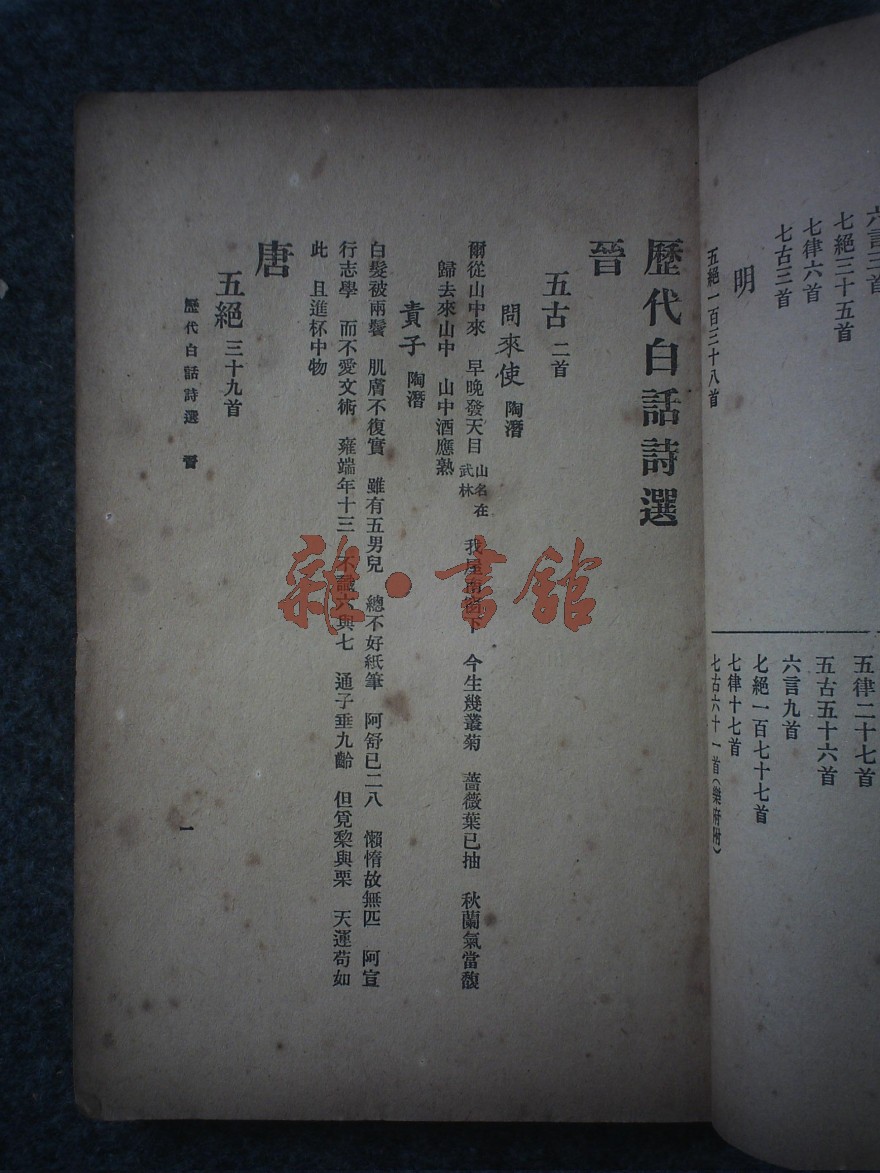 六言三首
七絕三十五首
七律六首
七古三首
明
五絕一百三十八首
五律二十七首
五古五十六首
六言九首
七絕一百七十七首
七律十七首
七古六十一首(樂府附)
歷代白話詩選
晉
五古 二首
問來使 陶潛
爾從山中來 早晚發天目 山名在武林 我屋南窗下 今生幾叢菊 薔薇葉已抽 秋蘭氣當馥
歸去來山中 山中酒應熟
責子 陶潛
白髮被兩鬢 肌膚不復實 雖有五男兒 總不好紙筆 阿舒已二八 懶惰故無匹 阿宣
行志學 而不愛文術 雍端年十三 不識六與七 通子垂九齡 但覓梨與栗 天運苟如
此 且進杯中物
唐
五絕 三十九首
歷代白話詩選 晉
一
雜·書館